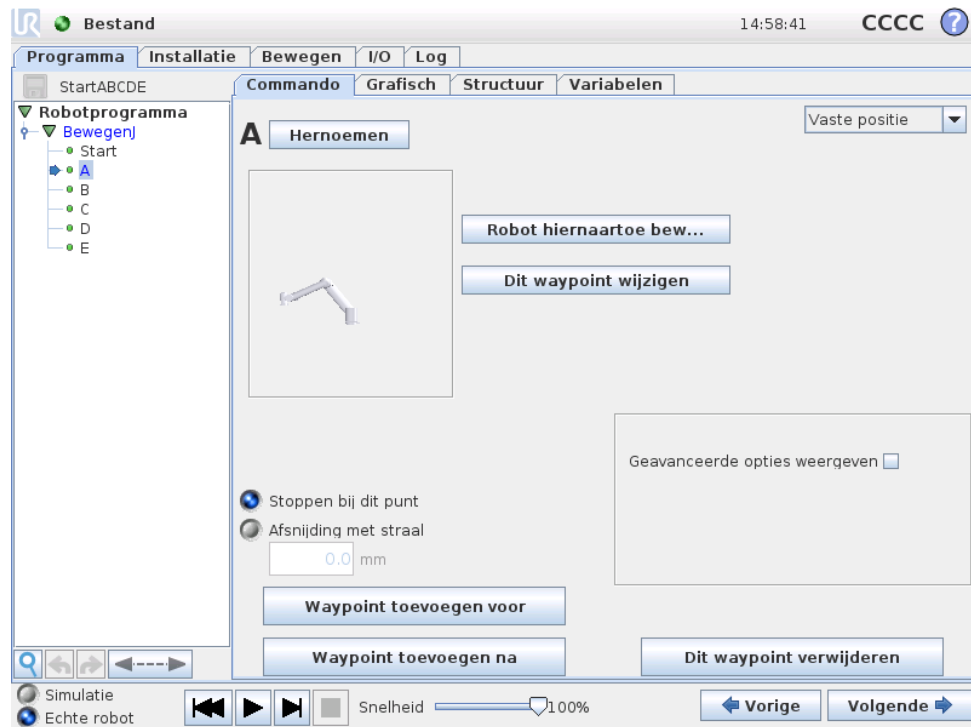 UR Bestand 14:58:41 CCCC ?
Programma Installatie Bewegen I/O Log
StartABCDE
Commando Grafisch Structuur Variabelen
Robotprogramma
BewegenJ
Start
A
B
C
D
E
A Hernoemen
Vaste positie
Robot hiernaartoe bew...
Dit waypoint wijzigen
Geavanceerde opties weergeven
Stoppen bij dit punt
Afsnijding met straal
0.0 mm
Waypoint toevoegen voor
Waypoint toevoegen na
Dit waypoint verwijderen
Simulatie
Echte robot
Snelheid 100%
Vorige Volgende